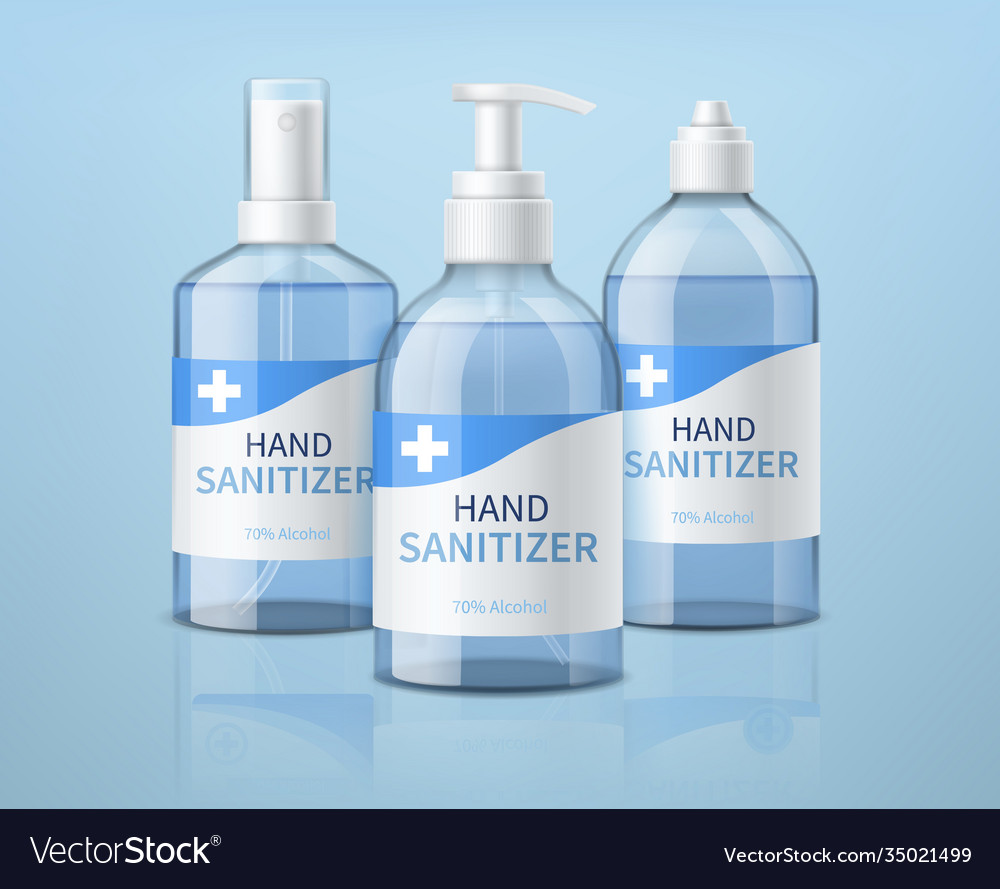 HAND
SANITIZER
70% Alcohol
HAND
SANITIZER
70% Alcohol
HAND
SANITIZER
70% Alcohol
VectorStock®
VectorStock.com/35021499